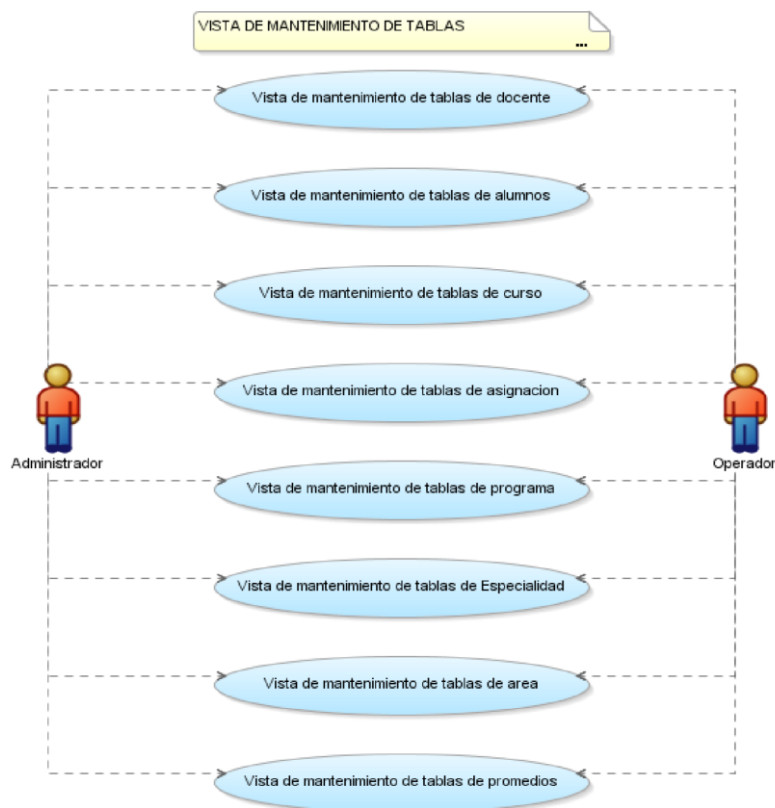 VISTA DE MANTENIMIENTO DE TABLAS
...
Vista de mantenimiento de tablas de docente
Vista de mantenimiento de tablas de alumnos
Vista de mantenimiento de tablas de curso
Vista de mantenimiento de tablas de asignacion
Administrador
Operador
Vista de mantenimiento de tablas de programa
Vista de mantenimiento de tablas de Especialidad
Vista de mantenimiento de tablas de area
Vista de mantenimiento de tablas de promedios